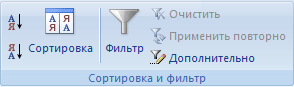 А
Я
Я
А
А Я
Я А
Сортировка
Фильтр
Очистить
Применить повторно
Дополнительно
Сортировка и фильтр